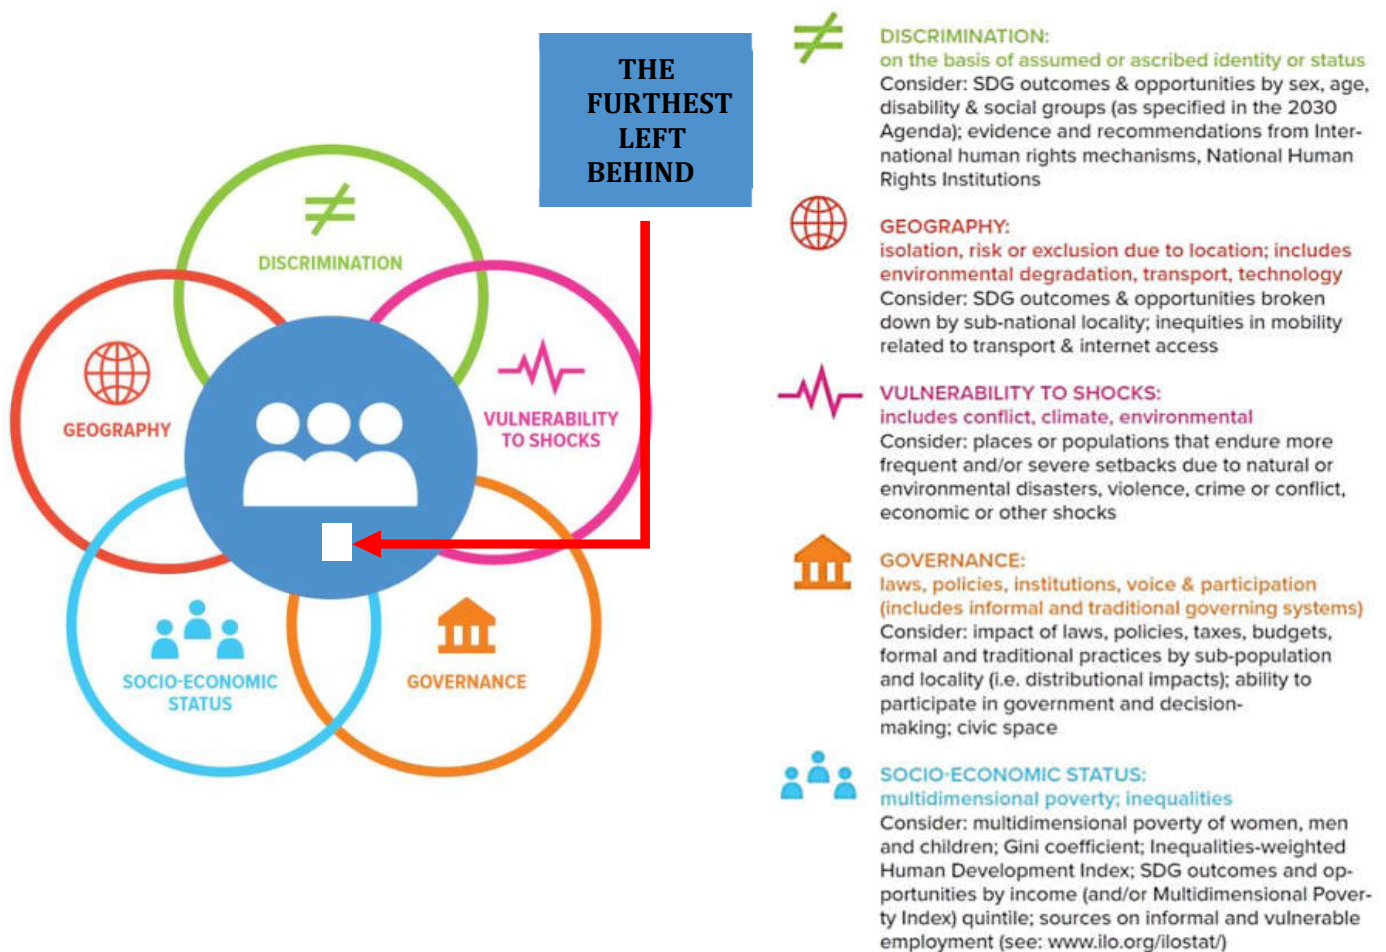 THE
FURTHEST
LEFT
BEHIND
DISCRIMINATION
GEOGRAPHY
VULNERABILITY
TO SHOCKS
SOCIO-ECONOMIC
STATUS
GOVERNANCE
DISCRIMINATION:
on the basis of assumed or ascribed identity or status
Consider: SDG outcomes & opportunities by sex, age,
disability & social groups (as specified in the 2030
Agenda); evidence and recommendations from Inter-
national human rights mechanisms, National Human
Rights Institutions
GEOGRAPHY:
isolation, risk or exclusion due to location; includes
environmental degradation, transport, technology
Consider: SDG outcomes & opportunities broken
down by sub-national locality; inequities in mobility
related to transport & internet access
VULNERABILITY TO SHOCKS:
includes conflict, climate, environmental
Consider: places or populations that endure more
frequent and/or severe setbacks due to natural or
environmental disasters, violence, crime or conflict,
economic or other shocks
GOVERNANCE:
laws, policies, institutions, voice & participation
(includes informal and traditional governing systems)
Consider: impact of laws, policies, taxes, budgets,
formal and traditional practices by sub-population
and locality (i.e. distributional impacts); ability to
participate in government and decision-
making; civic space
SOCIO-ECONOMIC STATUS:
multidimensional poverty; inequalities
Consider: multidimensional poverty of women, men
and children; Gini coefficient; Inequalities-weighted
Human Development Index; SDG outcomes and op-
portunities by income (and/or Multidimensional Pover-
ty Index) quintile; sources on informal and vulnerable
employment (see: www.ilo.org/ilostat/)